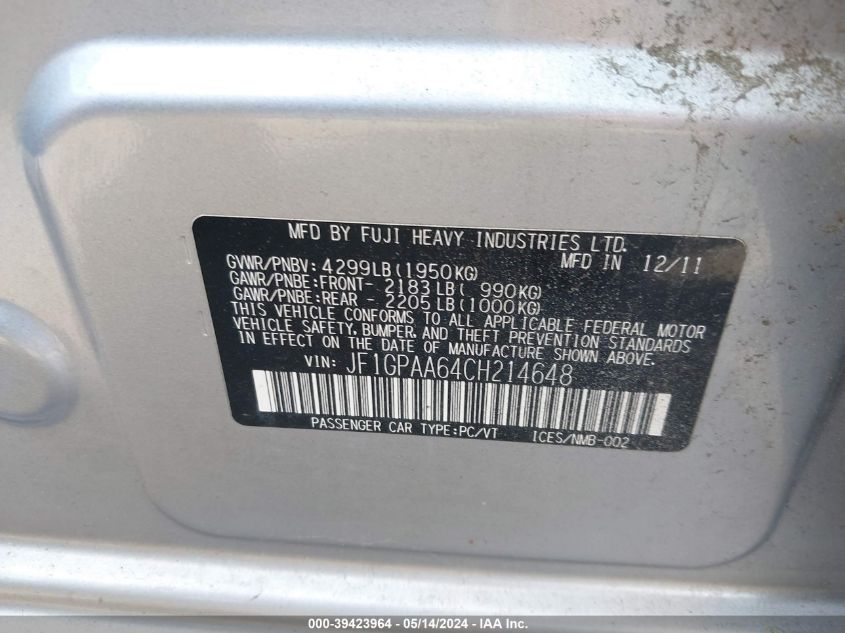 MFD BY FUJI HEAVY INDUSTRIES LTD.
GVWR/PNBV: 4299LB(1950KG) MFD IN 12/11
GAWR/PNBE:FRONT- 2183LB( 990KG)
GAWR/PNBE:REAR - 2205LB(1000KG)
THIS VEHICLE CONFORMS TO ALL APPLICABLE FEDERAL MOTOR
VEHICLE SAFETY, BUMPER, AND THEFT PREVENTION STANDARDS
IN EFFECT ON THE DATE OF MANUFACTURE SHOWN ABOVE.
VIN: JF1GPAA64CH214648
PASSENGER CAR TYPE:PC/VT ICES/NMB-002
000-39423964 - 05/14/2024 - IAA Inc.